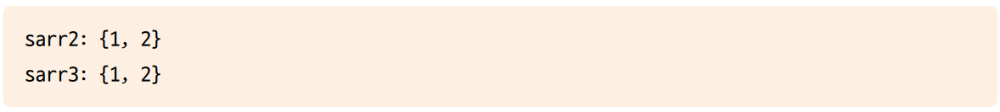 sarr2: {1, 2}
sarr3: {1, 2}